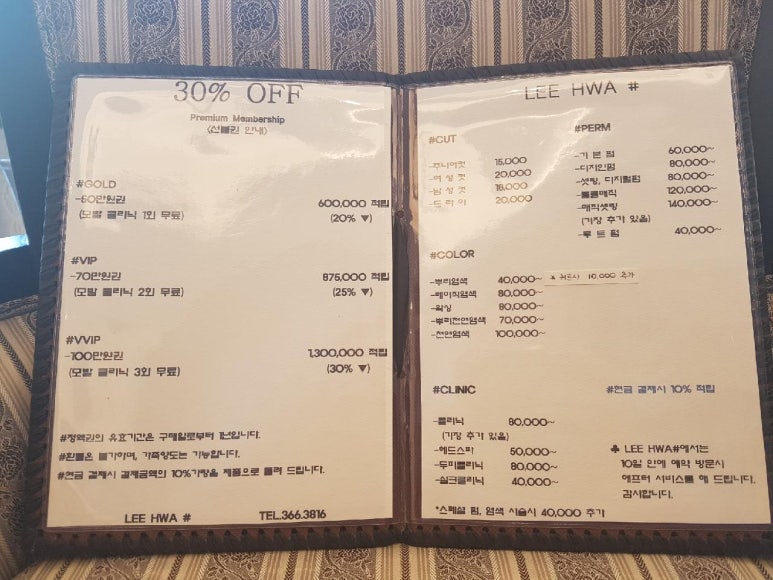 30% OFF
Premium Membership
<선불권 안내>
#GOLD
-50만원권 600,000 적립
(모발 클리닉 1회 무료) (20% ▼)
#VIP
-70만원권 875,000 적립
(모발 클리닉 2회 무료) (25% ▼)
#VVIP
-100만원권 1,300,000 적립
(모발 클리닉 3회 무료) (30% ▼)
#정액권의 유효기간은 구매일로부터 1년입니다.
#환불은 불가하며, 가족양도는 가능합니다.
#현금 결제시 결제금액의 10%가량을 제품으로 돌려 드립니다.
LEE HWA # TEL.366.3816
LEE HWA #
#CUT
-주니어컷 15,000
-여성컷 20,000
-남성컷 18,000
-드라이 20,000
#PERM
-기본펌 60,000~
-디자인펌 80,000~
-셋팅, 디지털펌 80,000~
-볼륨매직 120,000~
-매직셋팅 140,000~
(기장 추가 있음)
-루트펌 40,000~
#COLOR
-뿌리염색 40,000~ 10,000 추가
-베이직염색 80,000~
-왁싱 80,000~
-뿌리천연염색 70,000~
-천연염색 100,000~
#CLINIC
-클리닉 80,000~
(기장 추가 있음)
-헤드스파 50,000~
-두피클리닉 80,000~
-실크클리닉 40,000~
*스페셜 펌, 염색 시술시 40,000 추가
#현금 결제시 10% 적립
♣ LEE HWA#에서는
10일 안에 예약 방문시
애프터 서비스를 해 드립니다.
감사합니다.